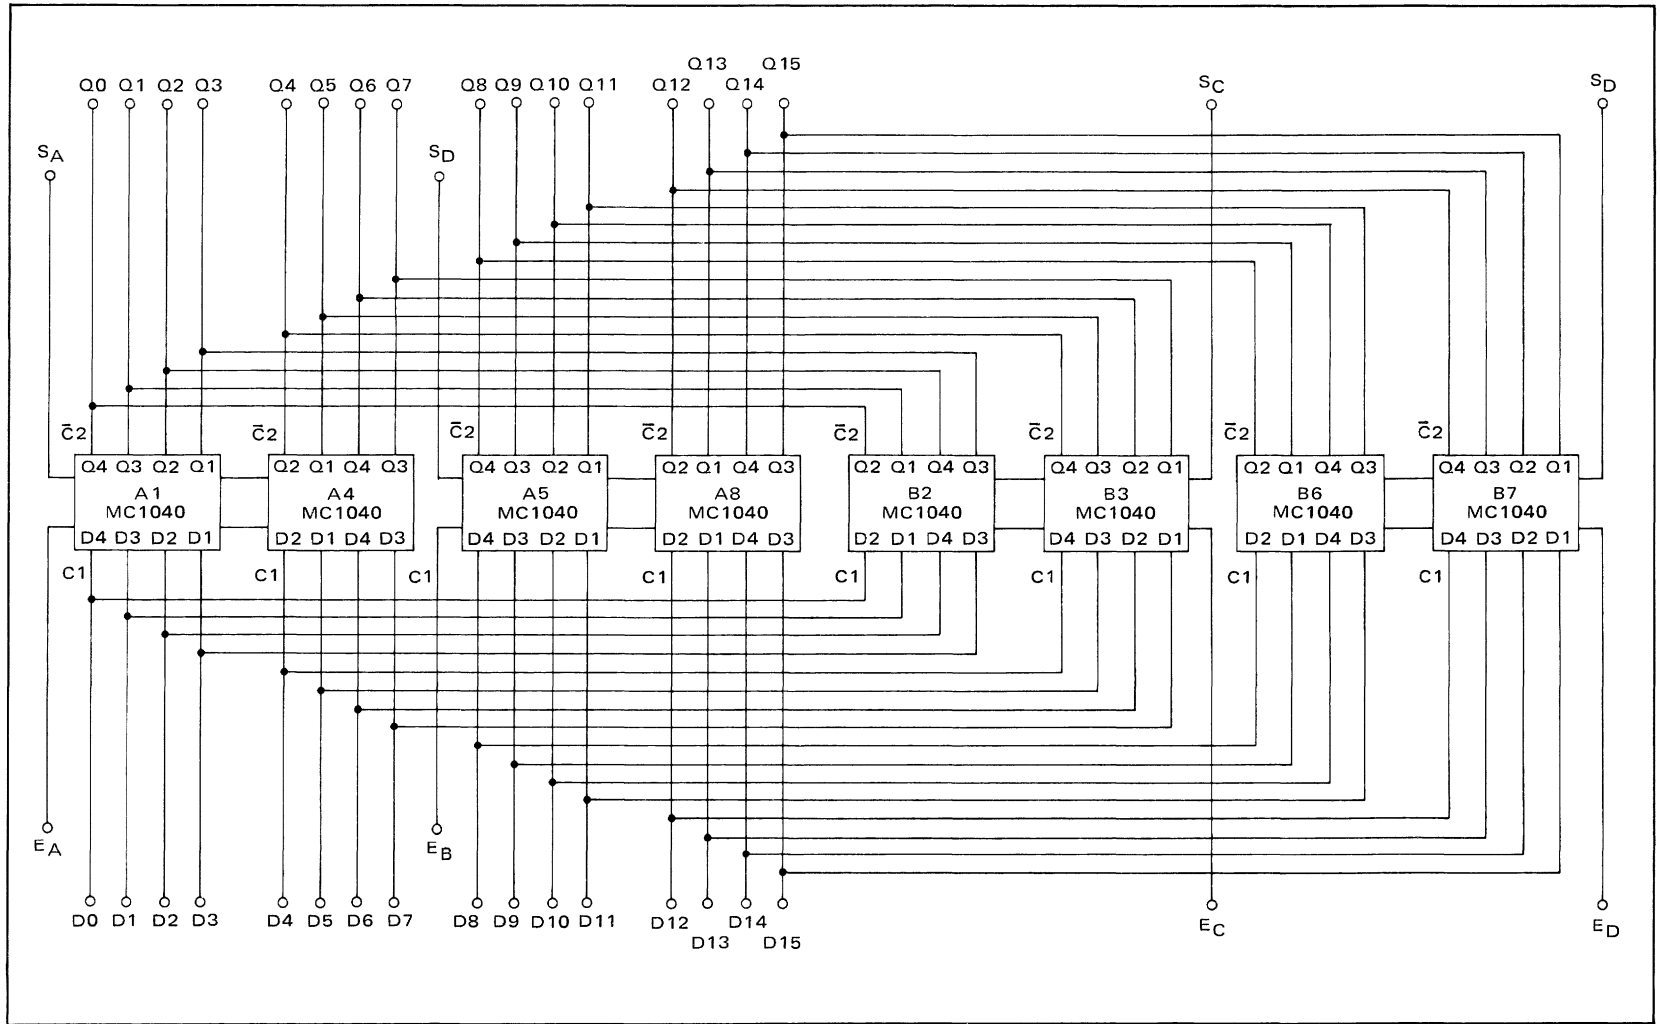 Q13 Q15
Q0 Q1 Q2 Q3 Q4 Q5 Q6 Q7 Q8 Q9 Q10 Q11 Q12 Q14 SC SD
SA SD
C̅2 C̅2 C̅2 C̅2 C̅2 C̅2 C̅2 C̅2
Q4 Q3 Q2 Q1 Q2 Q1 Q4 Q3 Q4 Q3 Q2 Q1 Q2 Q1 Q4 Q3 Q2 Q1 Q4 Q3 Q4 Q3 Q2 Q1 Q2 Q1 Q4 Q3 Q4 Q3 Q2 Q1
A1 A4 A5 A8 B2 B3 B6 B7
MC1040 MC1040 MC1040 MC1040 MC1040 MC1040 MC1040 MC1040
D4 D3 D2 D1 D2 D1 D4 D3 D4 D3 D2 D1 D2 D1 D4 D3 D2 D1 D4 D3 D4 D3 D2 D1 D2 D1 D4 D3 D4 D3 D2 D1
C1 C1 C1 C1 C1 C1 C1 C1
EA EB
D0 D1 D2 D3 D4 D5 D6 D7 D8 D9 D10 D11 D12 D14 EC ED
D13 D15